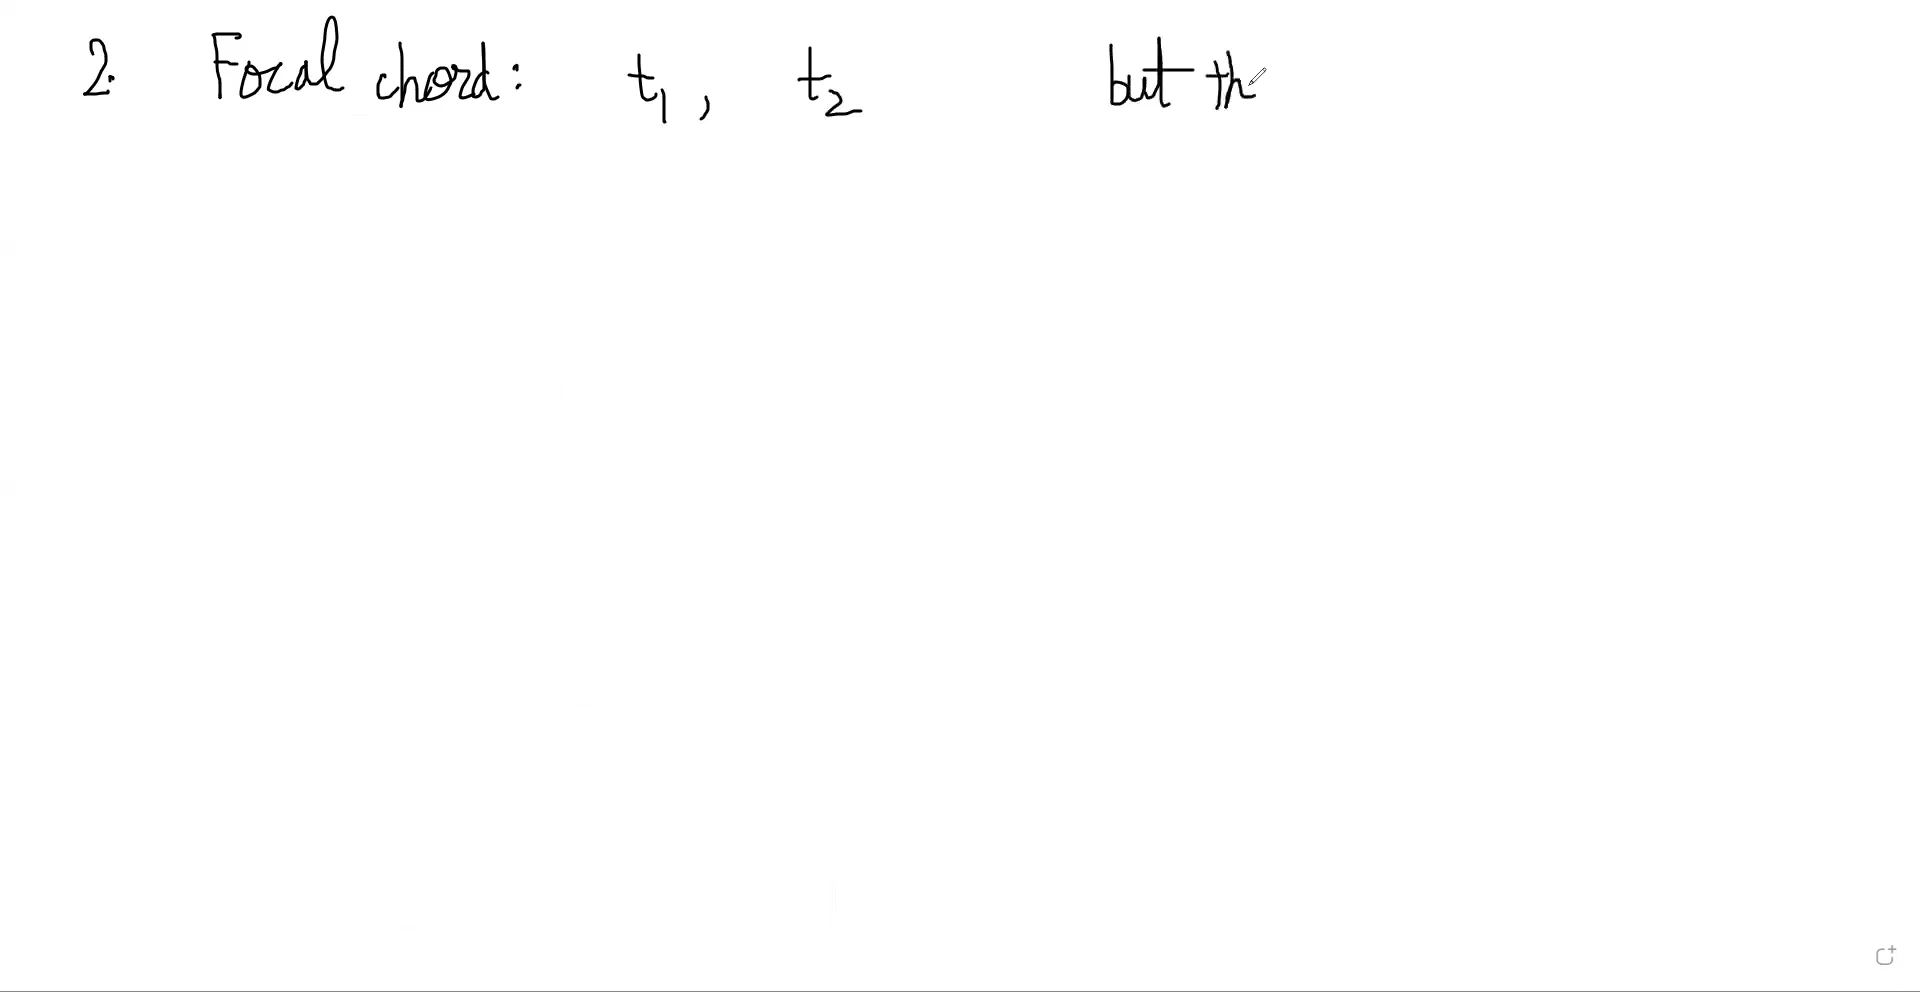 2. Focal chord: t₁, t₂ but th